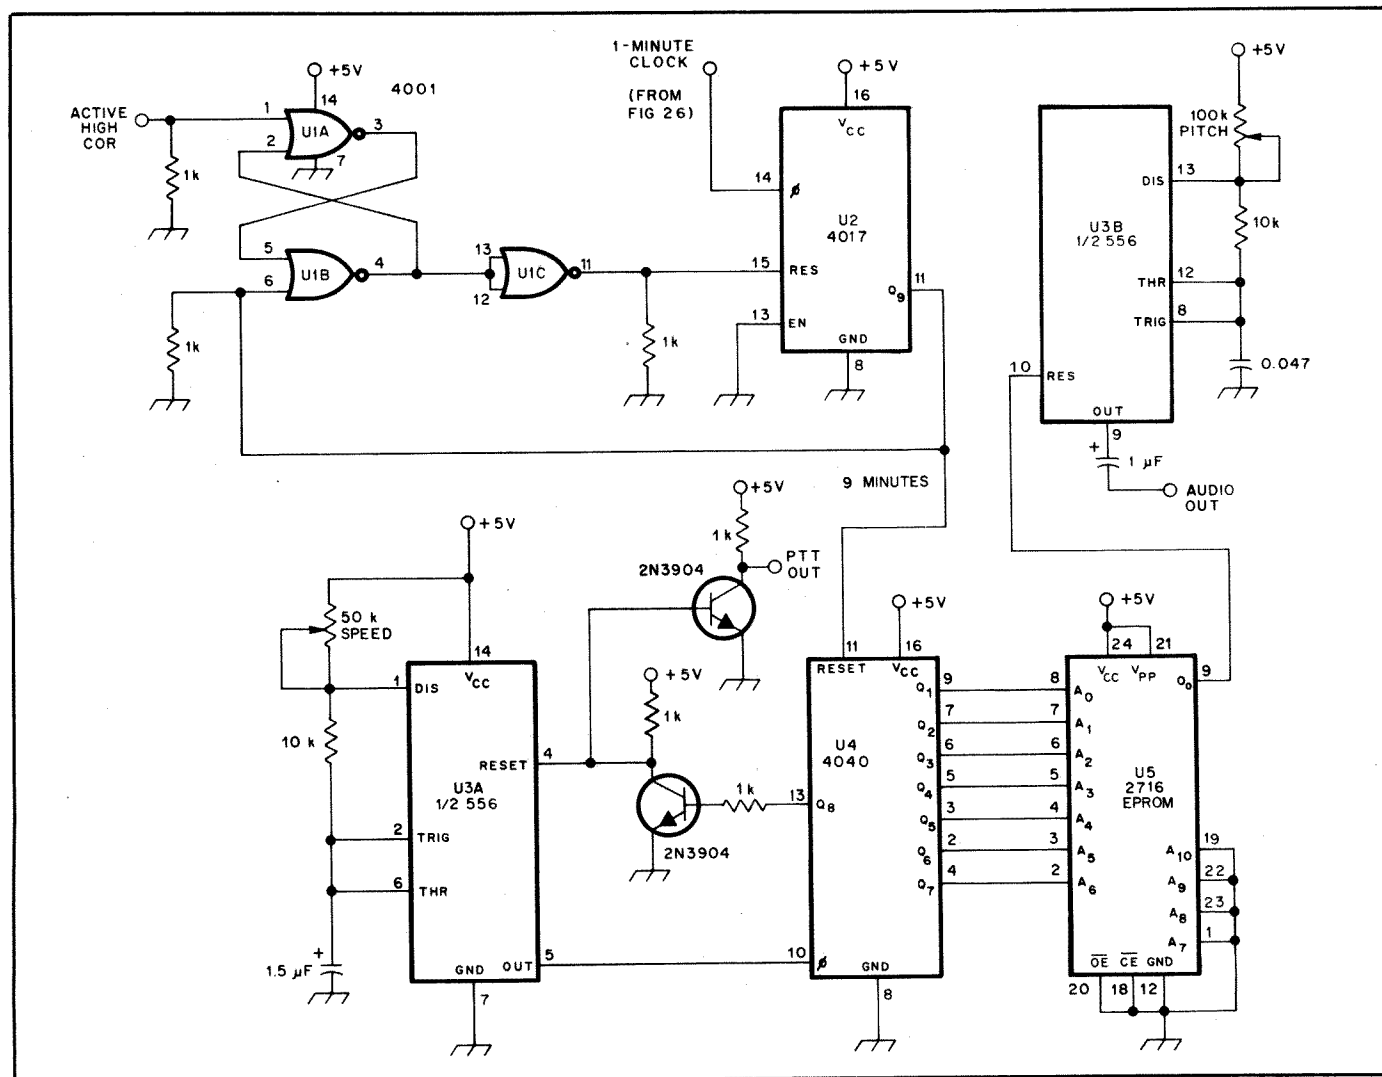 1-MINUTE
CLOCK
(FROM
FIG 26)
+5V
4001
ACTIVE
HIGH
COR
1
2
14
U1A
3
7
1k
5
6
U1B
4
13
12
U1C
11
1k
1k
+5V
16
VCC
14
ø
U2
4017
15
RES
Q9
11
13
EN
GND
8
+5V
100k
PITCH
13
DIS
U3B
1/2 556
10k
12
THR
8
TRIG
10
RES
0.047
OUT
9
+
1 µF
AUDIO
OUT
9 MINUTES
+5V
1k
PTT
OUT
2N3904
+5V
50 k
SPEED
14
VCC
1
DIS
10 k
4
RESET
U3A
1/2 556
2
TRIG
6
THR
+
1.5 µF
GND
7
OUT
5
+5V
1k
1k
2N3904
+5V
11
16
RESET
VCC
U4
4040
13
Q8
10
ø
GND
8
Q1
9
Q2
7
Q3
6
Q4
5
Q5
3
Q6
2
Q7
4
+5V
24
21
VCC
VPP
O0
9
8
A0
7
A1
6
A2
5
A3
4
A4
3
A5
2
A6
U5
2716
EPROM
A10
19
A9
22
A8
23
A7
1
OE
CE
GND
20
18
12